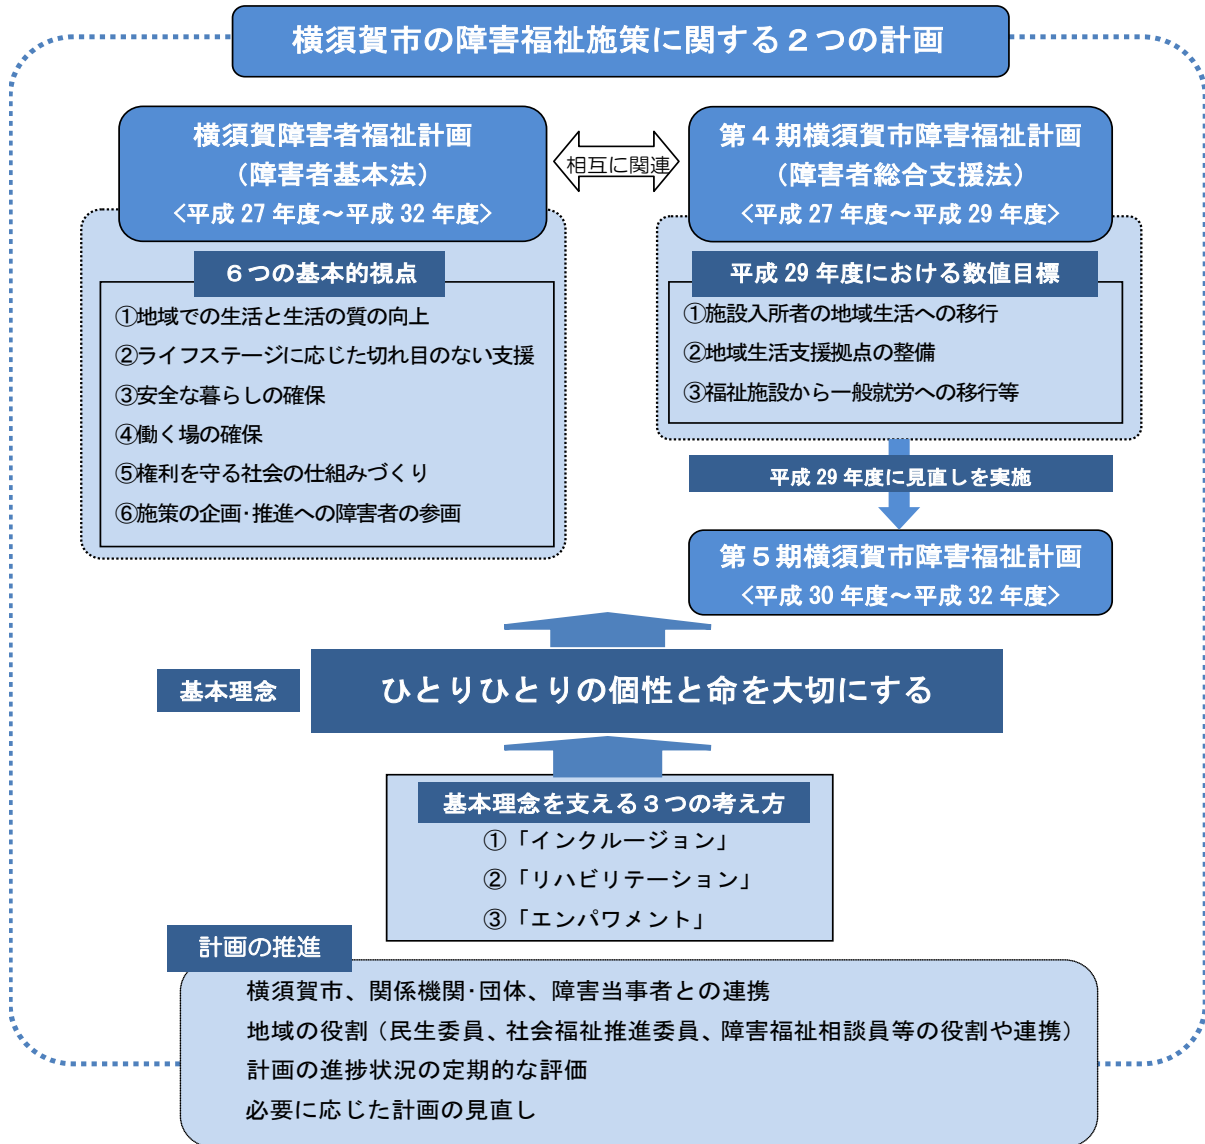 横須賀市の障害福祉施策に関する２つの計画
横須賀障害者福祉計画
（障害者基本法）
＜平成 27 年度～平成 32 年度＞
相互に関連
第４期横須賀市障害福祉計画
（障害者総合支援法）
＜平成 27 年度～平成 29 年度＞
６つの基本的視点
①地域での生活と生活の質の向上
②ライフステージに応じた切れ目のない支援
③安全な暮らしの確保
④働く場の確保
⑤権利を守る社会の仕組みづくり
⑥施策の企画・推進への障害者の参画
平成 29 年度における数値目標
①施設入所者の地域生活への移行
②地域生活支援拠点の整備
③福祉施設から一般就労への移行等
平成 29 年度に見直しを実施
第５期横須賀市障害福祉計画
＜平成 30 年度～平成 32 年度＞
基本理念
ひとりひとりの個性と命を大切にする
基本理念を支える３つの考え方
①「インクルージョン」
②「リハビリテーション」
③「エンパワメント」
計画の推進
横須賀市、関係機関・団体、障害当事者との連携
地域の役割（民生委員、社会福祉推進委員、障害福祉相談員等の役割や連携）
計画の進捗状況の定期的な評価
必要に応じた計画の見直し